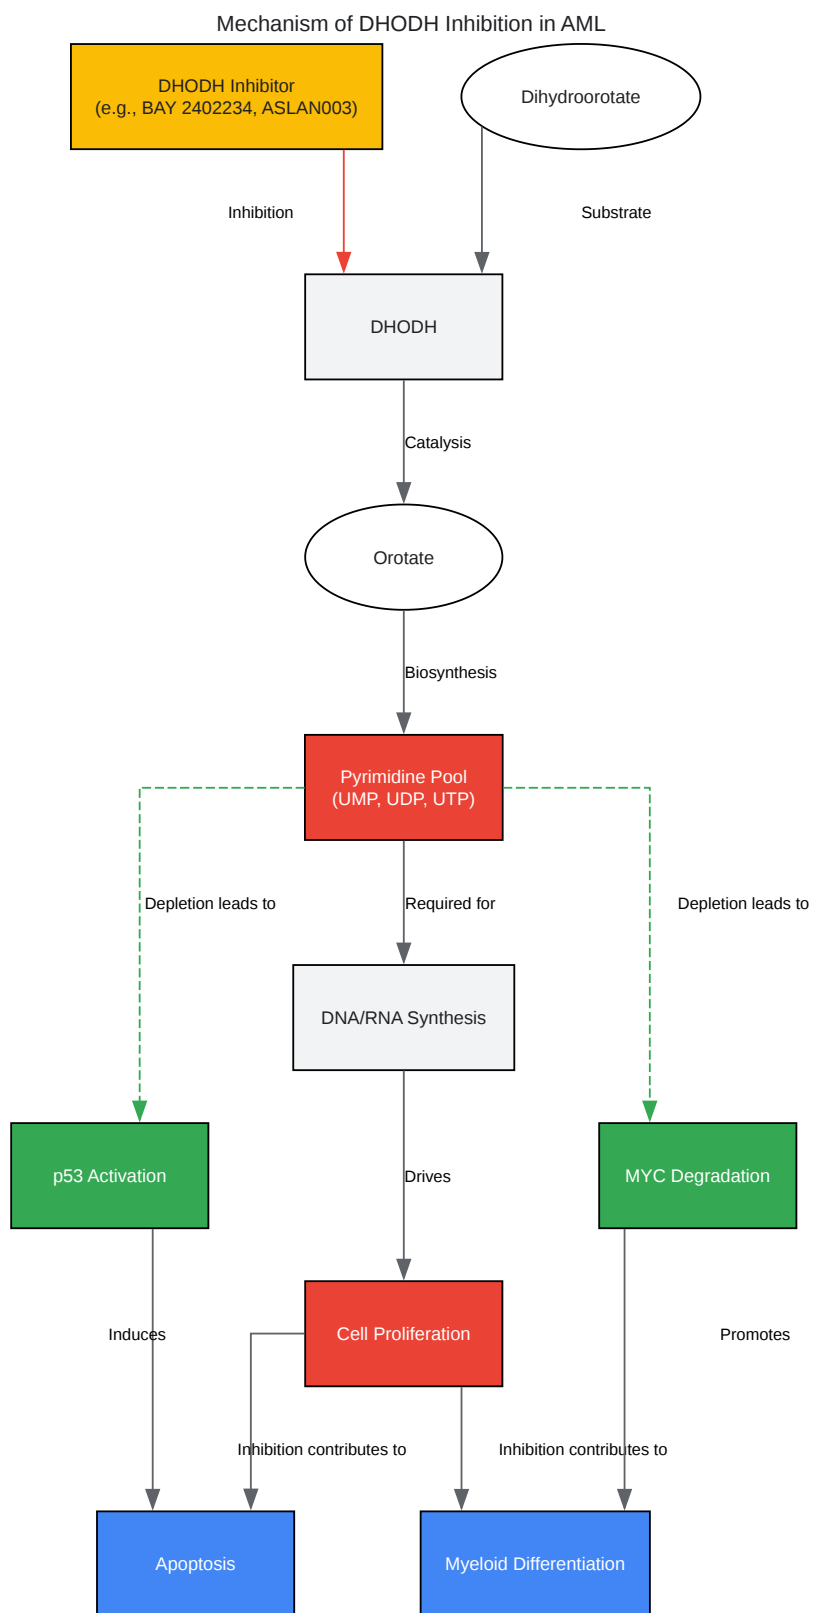 Mechanism of DHODH Inhibition in AML
DHODH Inhibitor
(e.g., BAY 2402234, ASLAN003)
Dihydroorotate
Inhibition
Substrate
DHODH
Catalysis
Orotate
Biosynthesis
Pyrimidine Pool
(UMP, UDP, UTP)
Depletion leads to
Required for
Depletion leads to
DNA/RNA Synthesis
p53 Activation
Drives
MYC Degradation
Induces
Cell Proliferation
Promotes
Inhibition contributes to
Inhibition contributes to
Apoptosis
Myeloid Differentiation